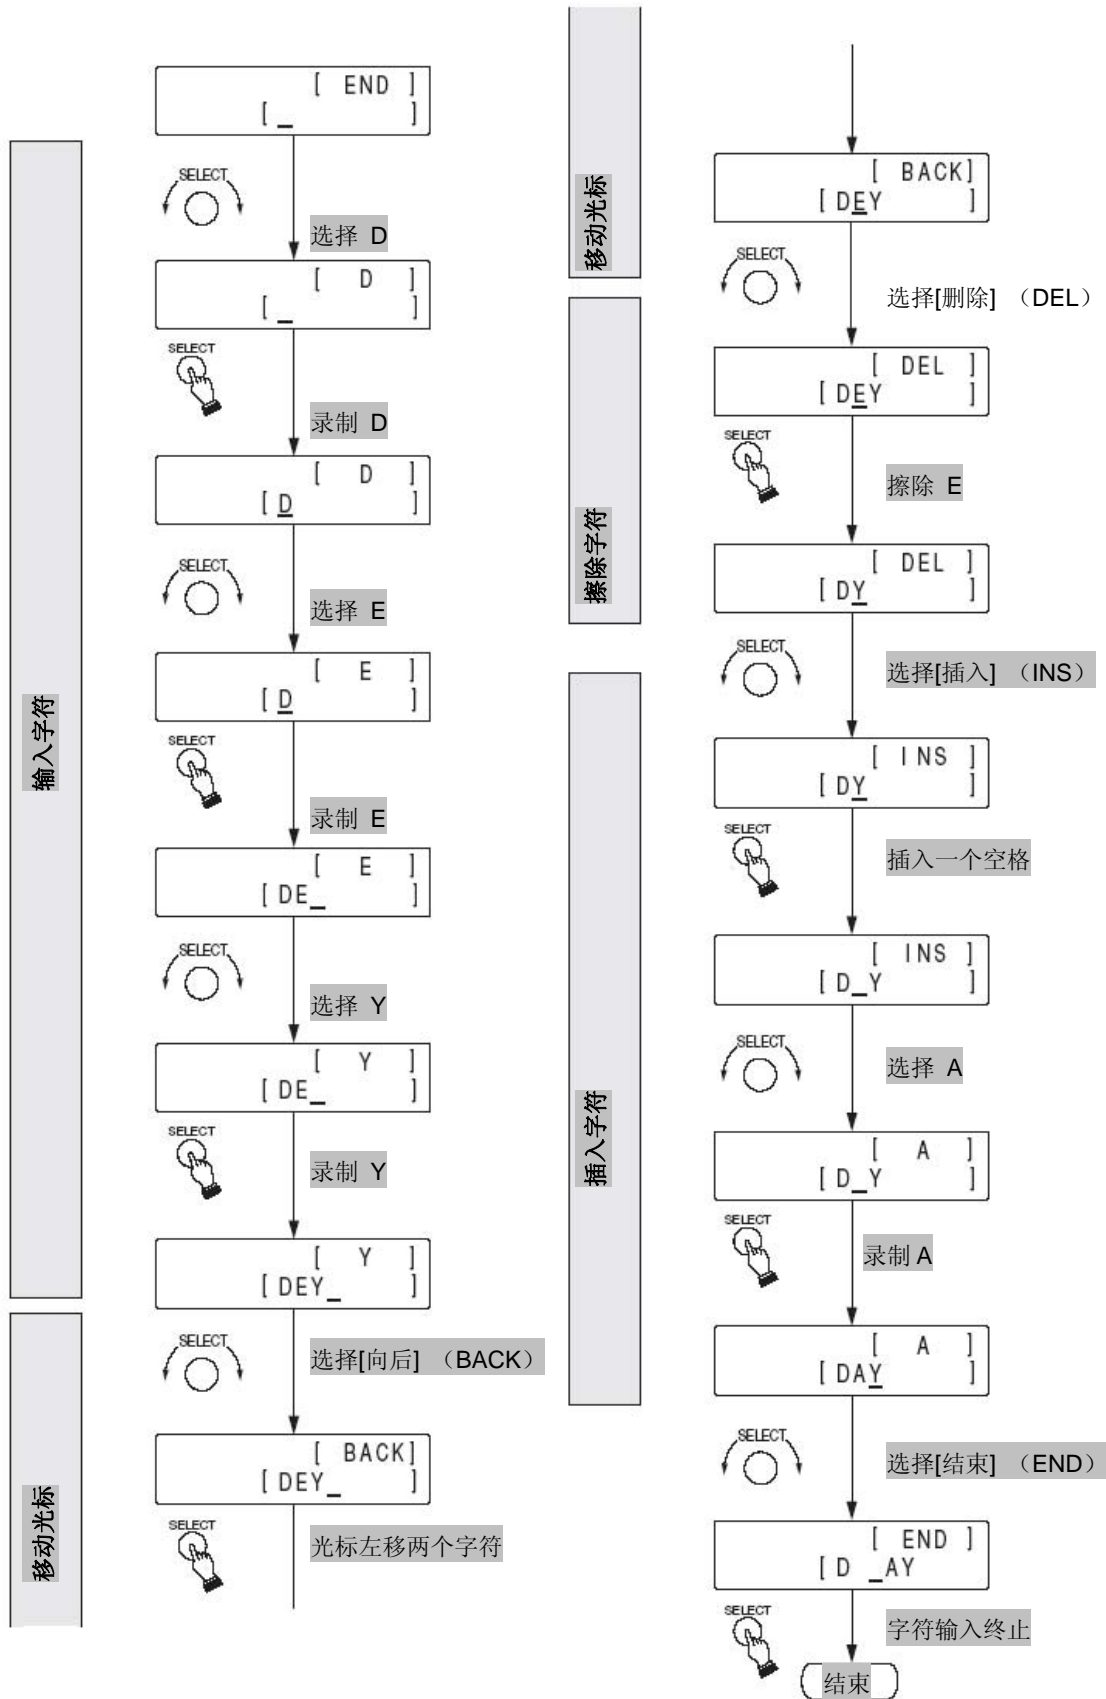 输入字符
[ END ]
[ _ ]
SELECT
选择 D
[ D ]
[ _ ]
SELECT
录制 D
[ D ]
[ D ]
SELECT
选择 E
[ E ]
[ D ]
SELECT
录制 E
[ E ]
[ DE_ ]
SELECT
选择 Y
[ Y ]
[ DE_ ]
SELECT
录制 Y
[ Y ]
[ DEY_ ]
移动光标
SELECT
选择[向后] （BACK）
[ BACK]
[ DEY_ ]
SELECT
光标左移两个字符
移动光标
[ BACK]
[ DEY ]
擦除字符
SELECT
选择[删除] （DEL）
[ DEL ]
[ DEY ]
SELECT
擦除 E
[ DEL ]
[ DY ]
插入字符
SELECT
选择[插入] （INS）
[ INS ]
[ DY ]
SELECT
插入一个空格
[ INS ]
[ D_Y ]
SELECT
选择 A
[ A ]
[ D_Y ]
SELECT
录制 A
[ A ]
[ DAY ]
SELECT
选择[结束] （END）
[ END ]
[ D _AY
SELECT
字符输入终止
结束